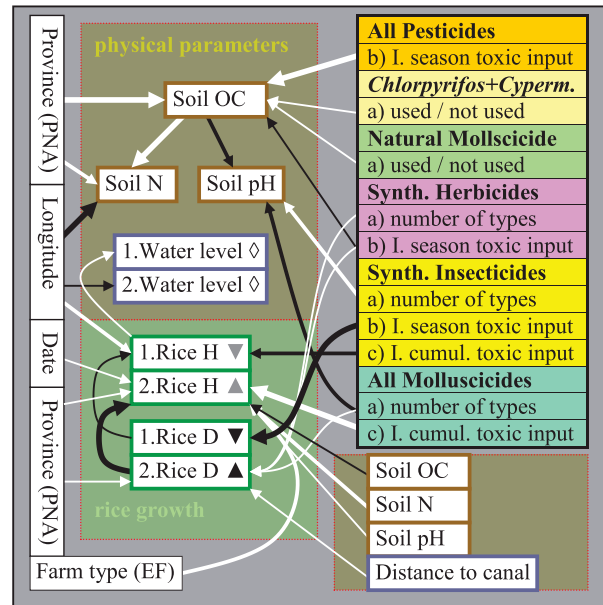 Province (PNA)
Longitude
Date
Province (PNA)
Farm type (EF)
physical parameters
Soil OC
Soil N
Soil pH
1.Water level ◊
2.Water level ◊
1.Rice H ▼
2.Rice H ▲
1.Rice D ▼
2.Rice D ▲
rice growth
All Pesticides
b) I. season toxic input
Chlorpyrifos+Cyperm.
a) used / not used
Natural Mollscicide
a) used / not used
Synth. Herbicides
a) number of types
b) I. season toxic input
Synth. Insecticides
a) number of types
b) I. season toxic input
c) I. cumul. toxic input
All Molluscicides
a) number of types
c) I. cumul. toxic input
Soil OC
Soil N
Soil pH
Distance to canal